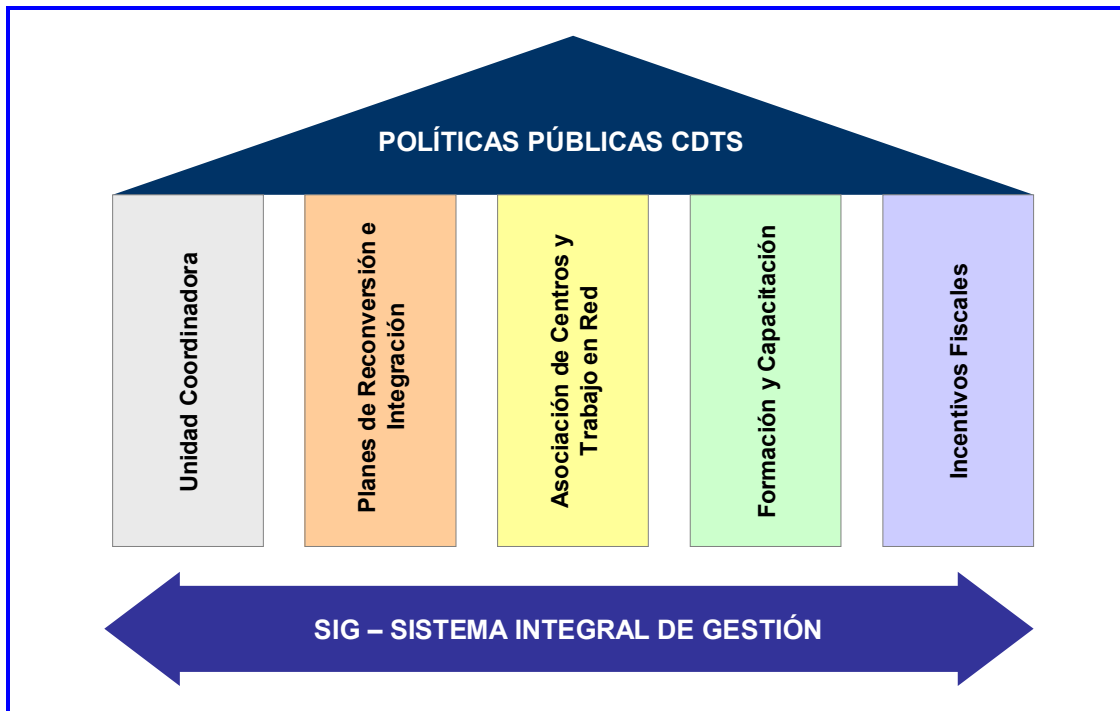 POLÍTICAS PÚBLICAS CDTS
Unidad Coordinadora
Planes de Reconversión e
Integración
Asociación de Centros y
Trabajo en Red
Formación y Capacitación
Incentivos Fiscales
SIG – SISTEMA INTEGRAL DE GESTIÓN